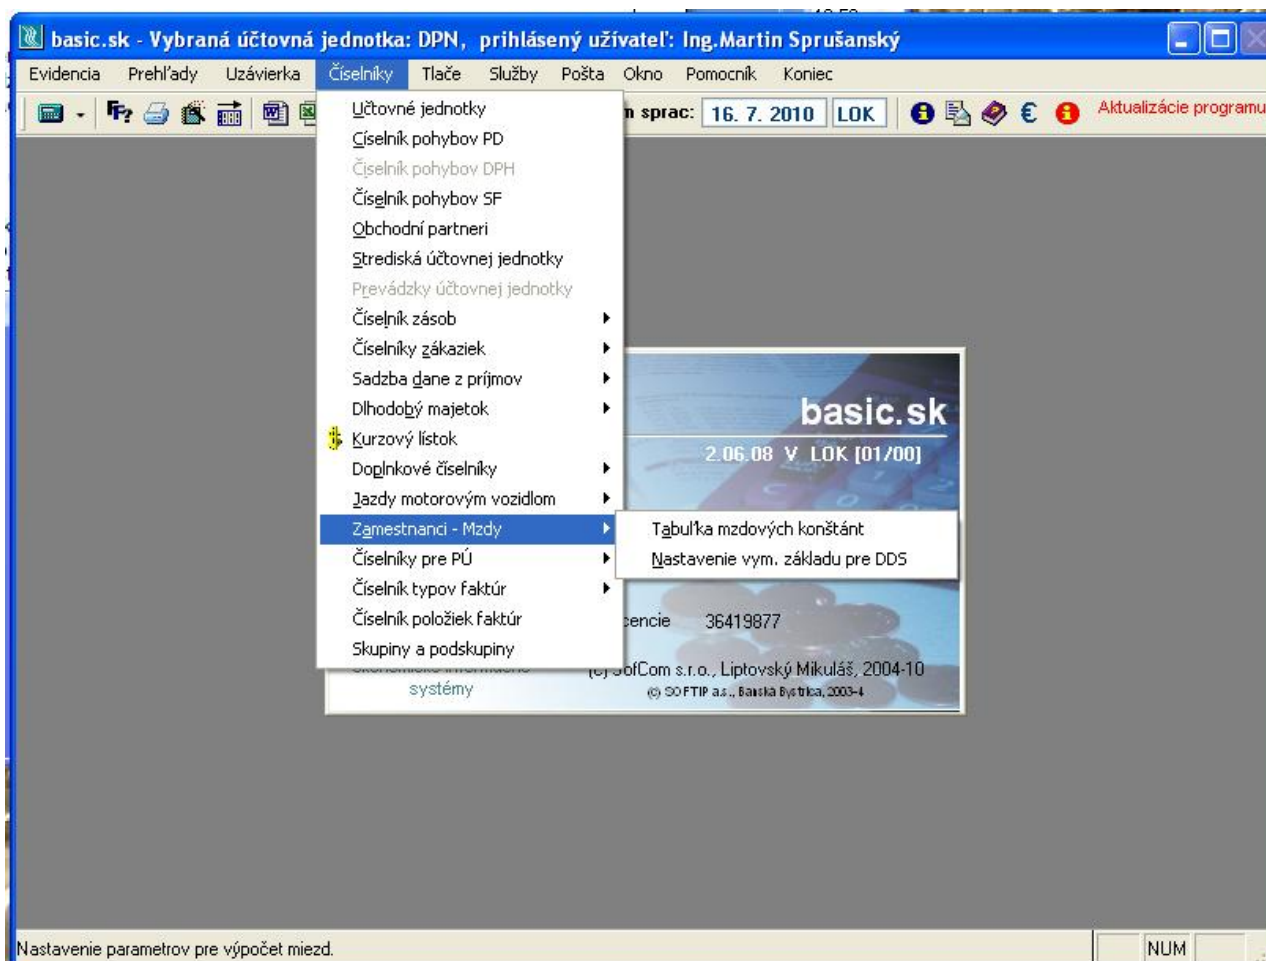 basic.sk - Vybraná účtovná jednotka: DPN, prihlásený užívateľ: Ing.Martin Sprušanský
Evidencia Prehľady Uzávierka Číselníky Tlače Služby Pošta Okno Pomocník Koniec
sprac: 16. 7. 2010 LOK Aktualizácie programu
Účtovné jednotky
Číselník pohybov PD
Číselník pohybov DPH
Číselník pohybov SF
Obchodní partneri
Strediská účtovnej jednotky
Prevádzky účtovnej jednotky
Číselník zásob
Číselníky zákaziek
Sadzba dane z príjmov
Dlhodobý majetok
Kurzový lístok
Doplnkové číselníky
Jazdy motorovým vozidlom
Zamestnanci - Mzdy
Číselníky pre PÚ
Číselník typov faktúr
Číselník položiek faktúr
Skupiny a podskupiny
Tabuľka mzdových konštánt
Nastavenie vym. základu pre DDS
basic.sk
2.06.08 V LOK [01/00]
cencie 36419877
(c) SofCom s.r.o., Liptovský Mikuláš, 2004-10
systémy
(c) SOFTIP a.s., Banská Bystrica, 2003-4
Nastavenie parametrov pre výpočet miezd.
NUM